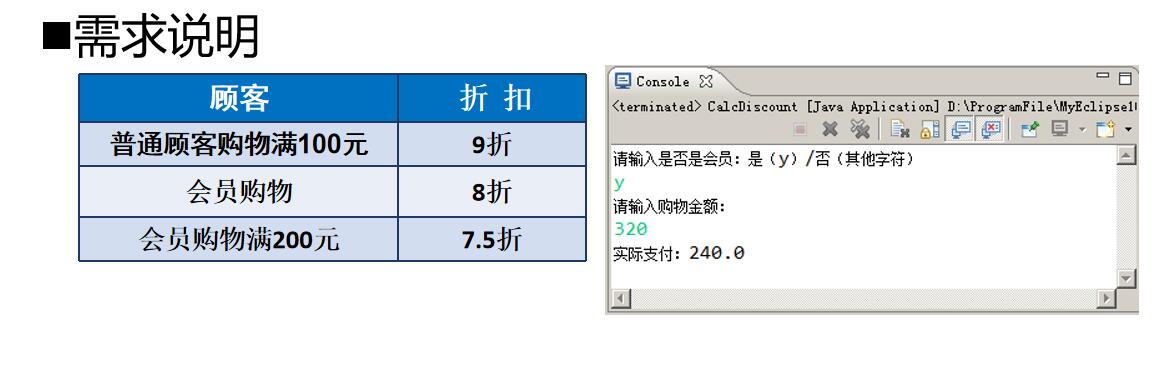 ■需求说明
顾客 折 扣
普通顾客购物满100元 9折
会员购物 8折
会员购物满200元 7.5折
Console
<terminated> CalcDiscount [Java Application] D:\ProgramFile\MyEclipse1
请输入是否是会员：是（y）/否（其他字符）
y
请输入购物金额：
320
实际支付：240.0